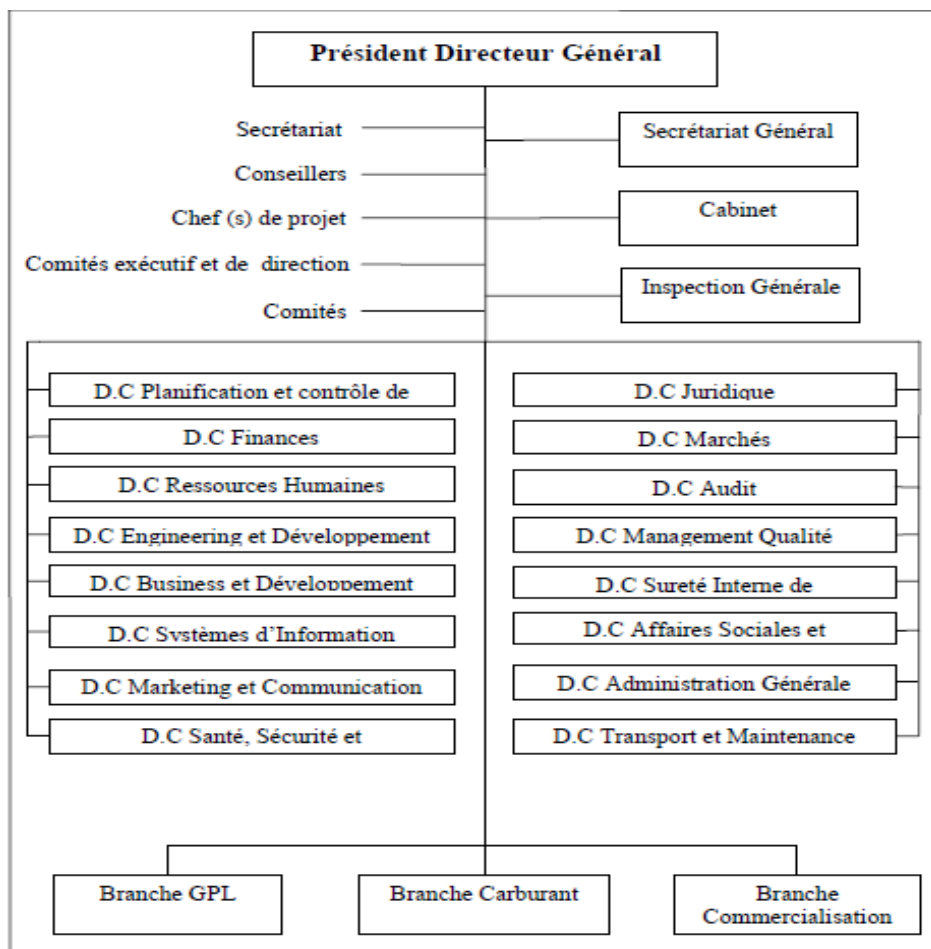 Président Directeur Général
Secrétariat
Secrétariat Général
Conseillers
Chef (s) de projet
Cabinet
Comités exécutif et de direction
Inspection Générale
Comités
D.C Planification et contrôle de
D.C Finances
D.C Ressources Humaines
D.C Engineering et Développement
D.C Business et Développement
D.C Systèmes d'Information
D.C Marketing et Communication
D.C Santé, Sécurité et
D.C Juridique
D.C Marchés
D.C Audit
D.C Management Qualité
D.C Sureté Interne de
D.C Affaires Sociales et
D.C Administration Générale
D.C Transport et Maintenance
Branche GPL
Branche Carburant
Branche
Commercialisation